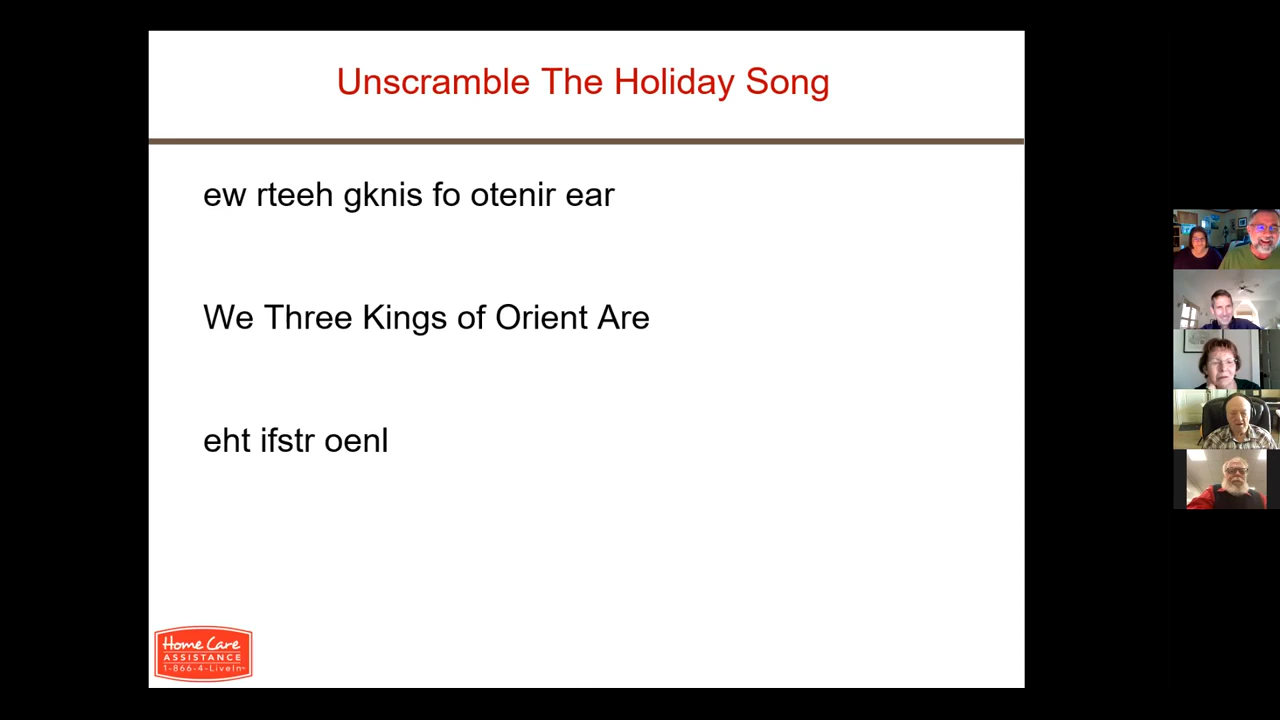 Unscramble The Holiday Song
ew rteeh gknis fo otenir ear
We Three Kings of Orient Are
eht ifstr oenl
Home Care
ASSISTANCE
1-866-4-LiveIn